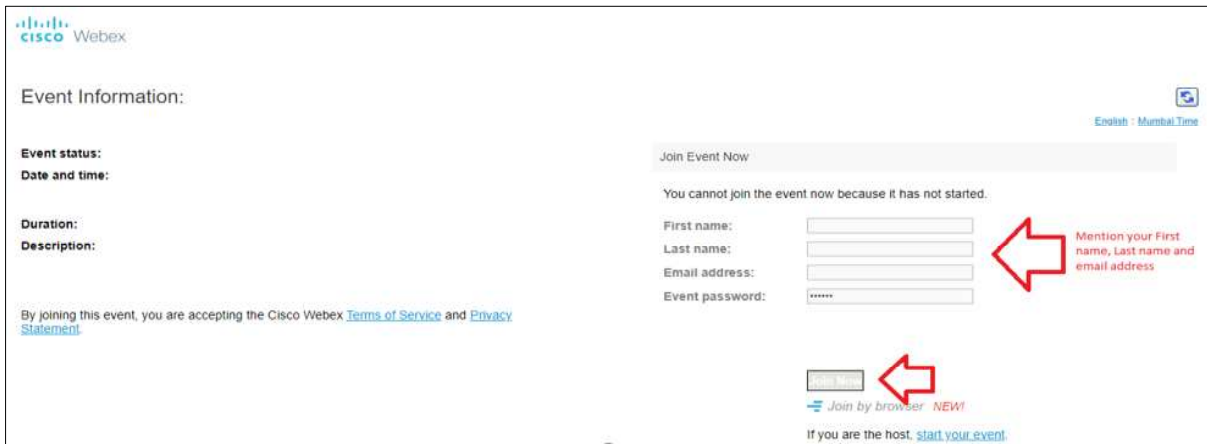 CISCO Webex
Event Information:
English : Mumbai Time
Event status:
Date and time:
Duration:
Description:
By joining this event, you are accepting the Cisco Webex Terms of Service and Privacy
Statement.
Join Event Now
You cannot join the event now because it has not started.
First name:
Last name:
Email address:
Event password:
••••••
Mention your First
name, Last name and
email address
Join Now
Join by browser NEW!
If you are the host, start your event.